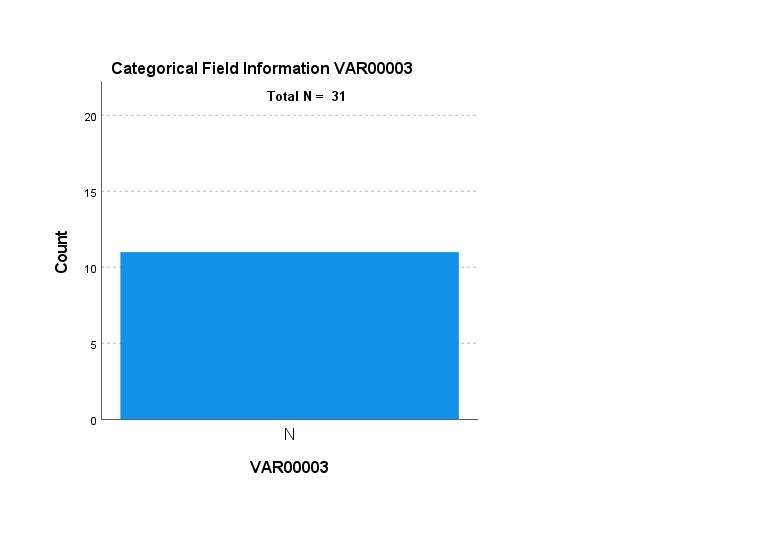 Categorical Field Information VAR00003
Total N = 31
20
15
10
5
0
Count
N
VAR00003